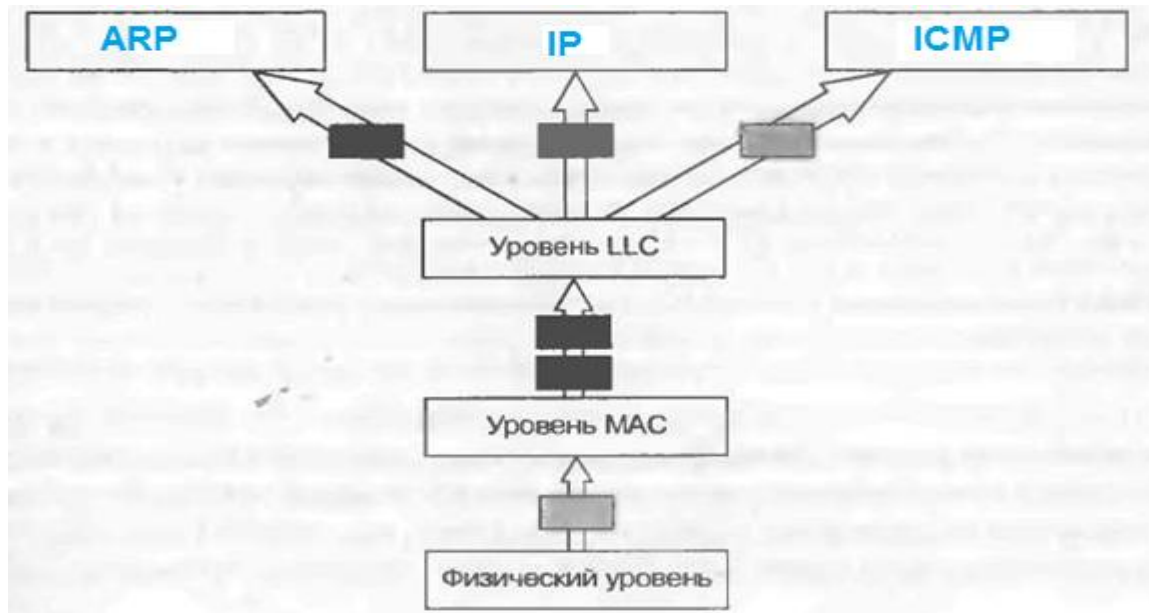 ARP
IP
ICMP
Уровень LLC
Уровень MAC
Физический уровень